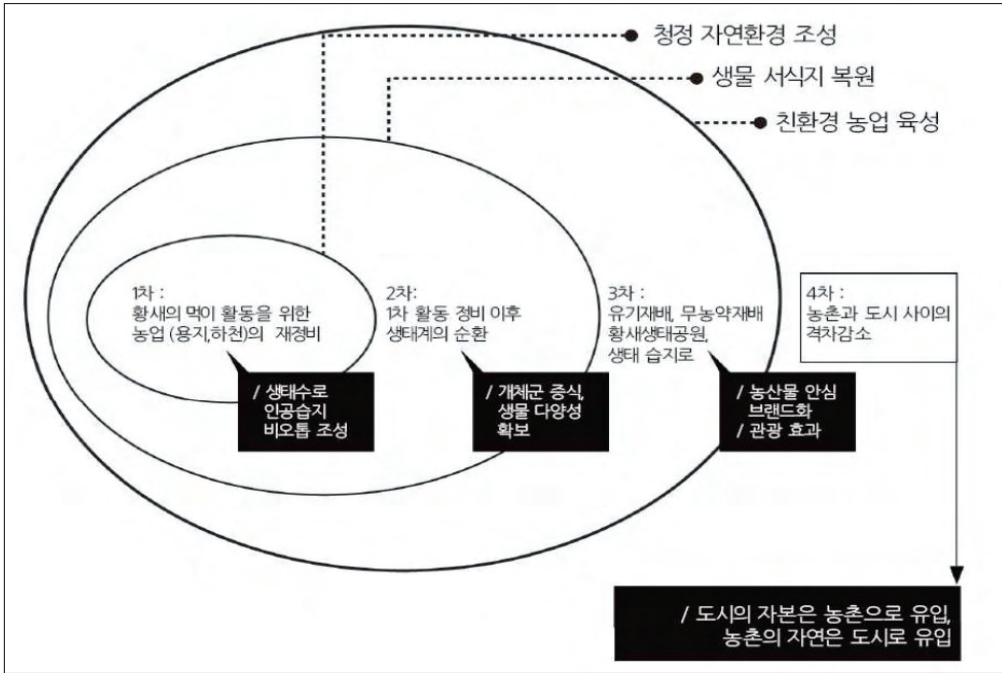 청정 자연환경 조성
생물 서식지 복원
친환경 농업 육성
1차 :
황새의 먹이 활동을 위한
농업 (용지,하천)의 재정비
/ 생태수로
인공습지
비오톱 조성
2차:
1차 활동 정비 이후
생태계의 순환
/ 개체군 증식,
생물 다양성
확보
3차 :
유기재배, 무농약재배
황새생태공원,
생태 습지로
/ 농산물 안심
브랜드화
/ 관광 효과
4차 :
농촌과 도시 사이의
격차감소
/ 도시의 자본은 농촌으로 유입,
농촌의 자연은 도시로 유입